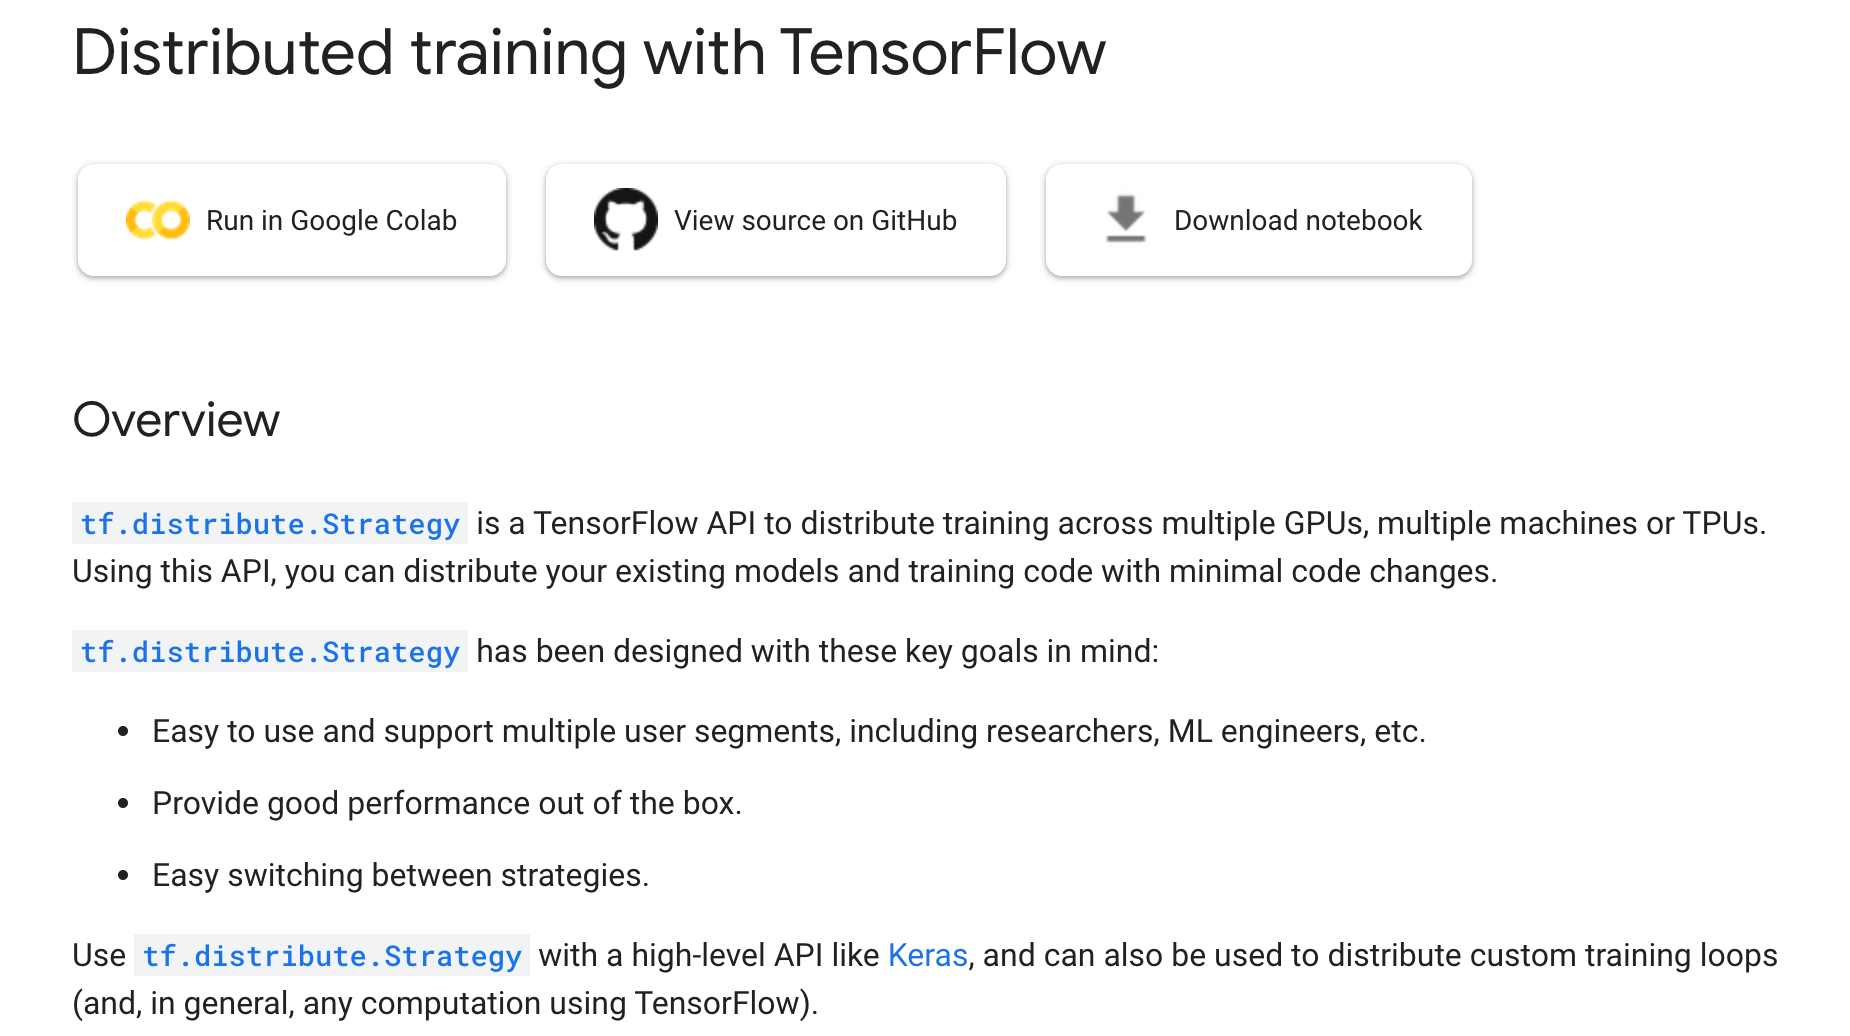 Distributed training with TensorFlow
Run in Google Colab
View source on GitHub
Download notebook
Overview
tf.distribute.Strategy is a TensorFlow API to distribute training across multiple GPUs, multiple machines or TPUs.
Using this API, you can distribute your existing models and training code with minimal code changes.
tf.distribute.Strategy has been designed with these key goals in mind:
• Easy to use and support multiple user segments, including researchers, ML engineers, etc.
• Provide good performance out of the box.
• Easy switching between strategies.
Use tf.distribute.Strategy with a high-level API like Keras, and can also be used to distribute custom training loops
(and, in general, any computation using TensorFlow).